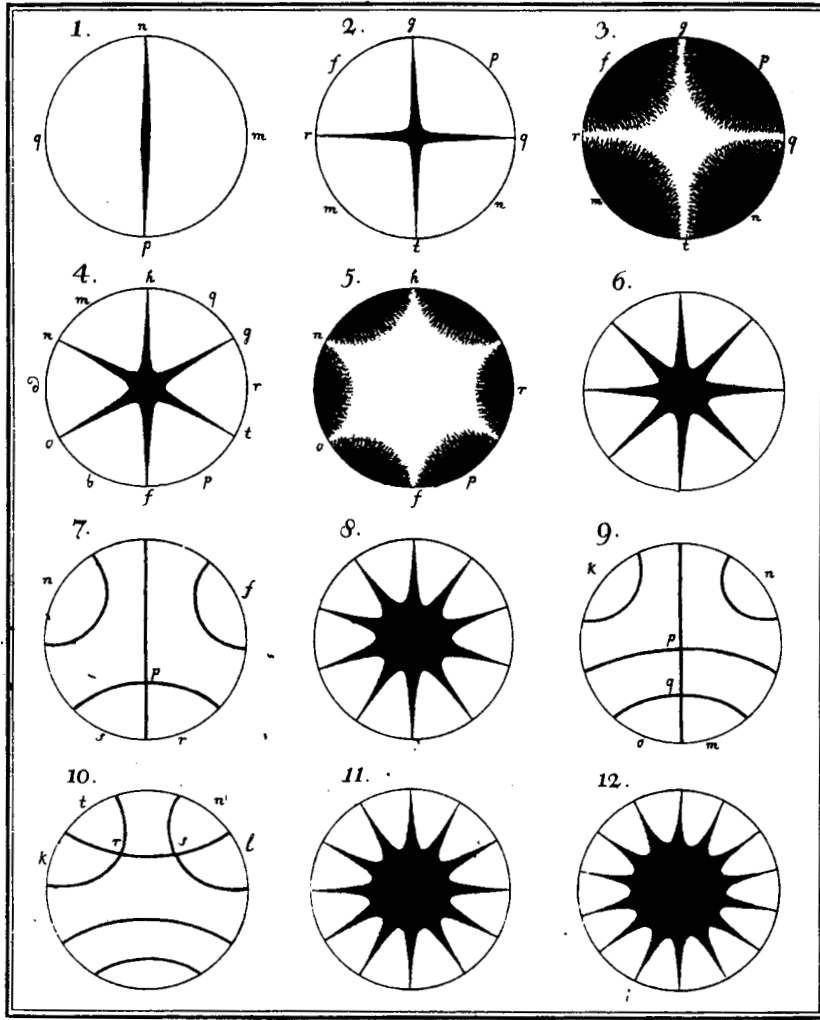 1. 2. 3.
n g g
f p f p
q m r q r q
m n m n
p t t
4. 5. 6.
h h
m q
n g n
r r
o t o
b p p
f f
7. 8. 9.
k n
n f
p p
q
s r o m
10. 11. 12.
t n
r s
k l
i